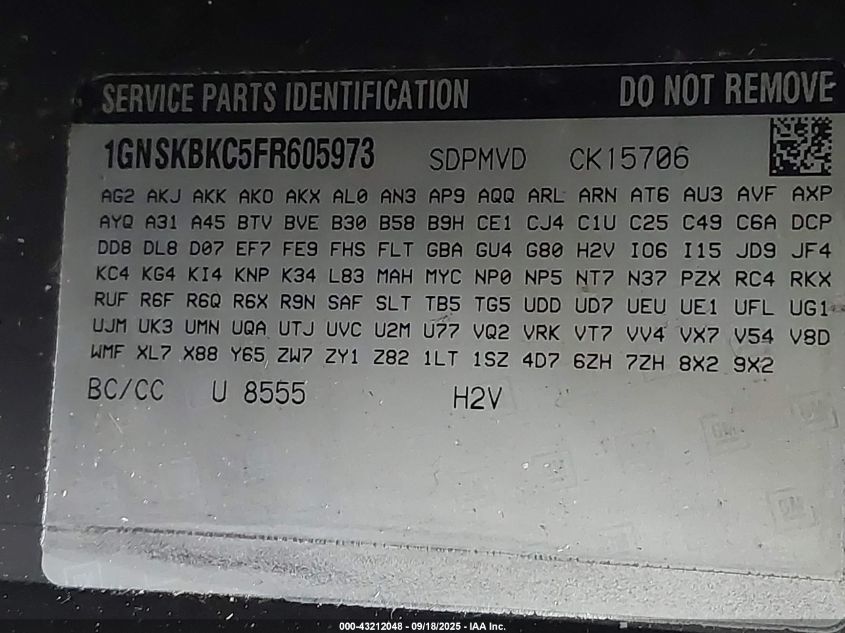 SERVICE PARTS IDENTIFICATION DO NOT REMOVE
1GNSKBKC5FR605973 SDPMVD CK15706
AG2 AKJ AKK AKO AKX AL0 AN3 AP9 AQQ ARL ARN AT6 AU3 AVF AXP
AYQ A31 A45 BTV BVE B30 B58 B9H CE1 CJ4 C1U C25 C49 C6A DCP
DD8 DL8 D07 EF7 FE9 FHS FLT GBA GU4 G80 H2V IO6 I15 JD9 JF4
KC4 KG4 KI4 KNP K34 L83 MAH MYC NP0 NP5 NT7 N37 PZX RC4 RKX
RUF R6F R6Q R6X R9N SAF SLT TB5 TG5 UDD UD7 UEU UE1 UFL UG1
UJM UK3 UMN UQA UTJ UVC U2M U77 VQ2 VRK VT7 VV4 VX7 V54 V8D
WMF XL7 X88 Y65 ZW7 ZY1 Z82 1LT 1SZ 4D7 6ZH 7ZH 8X2 9X2
BC/CC U 8555 H2V
000-43212048 - 09/18/2025 - IAA Inc.